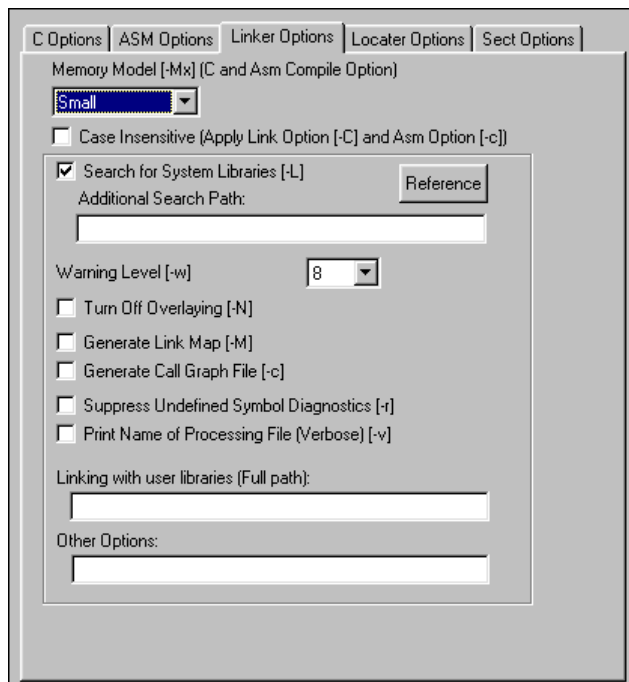 C Options ASM Options Linker Options Locater Options Sect Options
Memory Model [-Mx] (C and Asm Compile Option)
Small
Case Insensitive (Apply Link Option [-C] and Asm Option [-c])
Search for System Libraries [-L]
Reference
Additional Search Path:
Warning Level [-w] 8
Turn Off Overlaying [-N]
Generate Link Map [-M]
Generate Call Graph File [-c]
Suppress Undefined Symbol Diagnostics [-r]
Print Name of Processing File (Verbose) [-v]
Linking with user libraries (Full path):
Other Options: